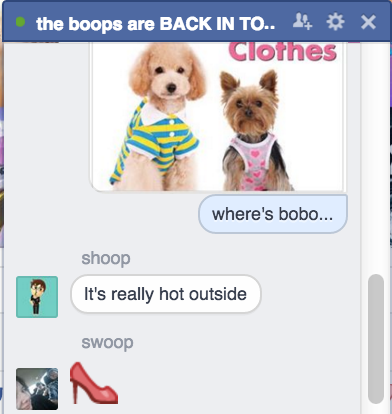 the boops are BACK IN TO..
Clothes
where's bobo...
shoop
It's really hot outside
swoop